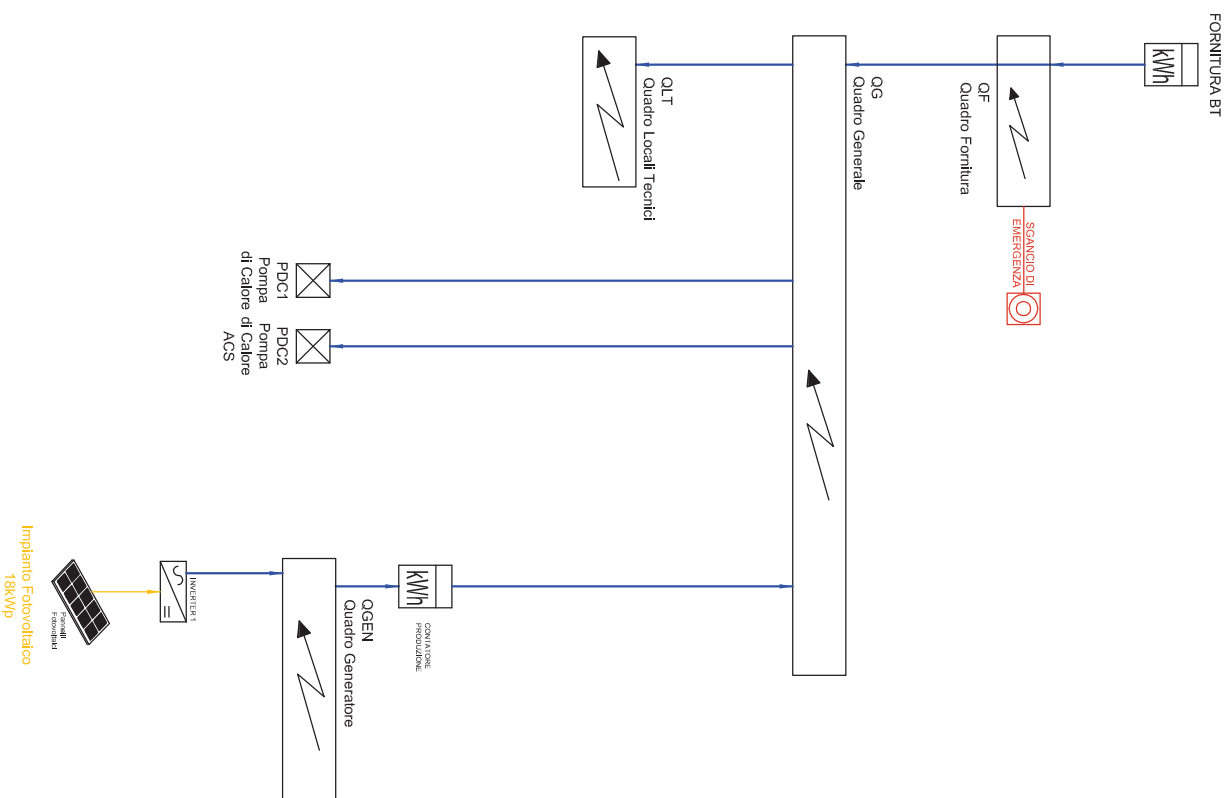 FORNITURA BT
kWh
QF
Quadro Fornitura
SGANCIO DI
EMERGENZA
QG
Quadro Generale
QLT
Quadro Locali Tecnici
PDC1
Pompa
di Calore
PDC2
Pompa
di Calore
ACS
kWh
CONTATORE
PRODUZIONE
QGEN
Quadro Generatore
INVERTER 1
Pannelli
Fotovoltaici
Impianto Fotovoltaico
18kWp